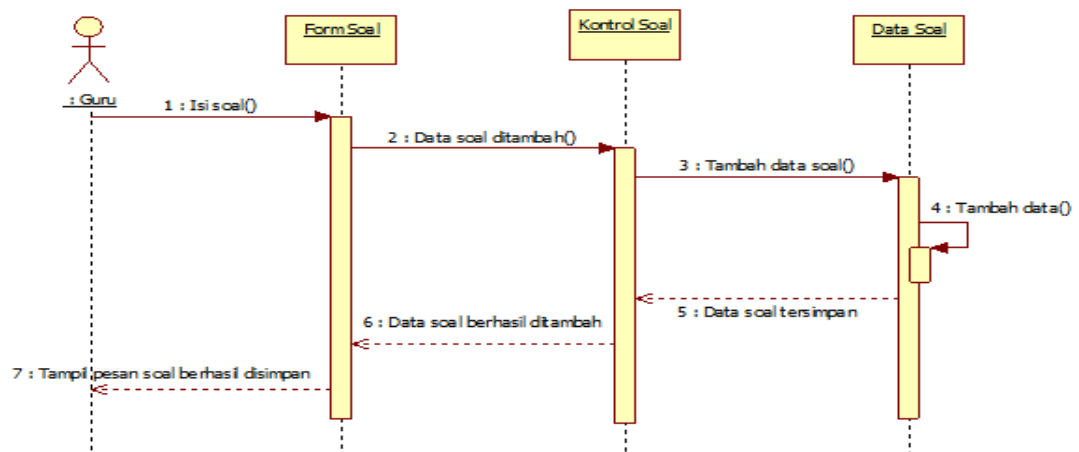 Form Soal
Kontrol Soal
Data Soal
: Guru
1 : Isi soal()
2 : Data soal ditambah()
3 : Tambah data soal()
4 : Tambah data()
5 : Data soal tersimpan
6 : Data soal berhasil ditambah
7 : Tampil pesan soal berhasil disimpan